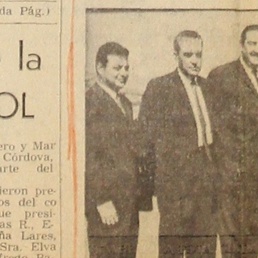 da Pág.)
la
OL
ero y Mar
Córdova,
arte del
ieron pre-
os del co
ue presi-
as R., E-
ña Lares,
Sra. Elva